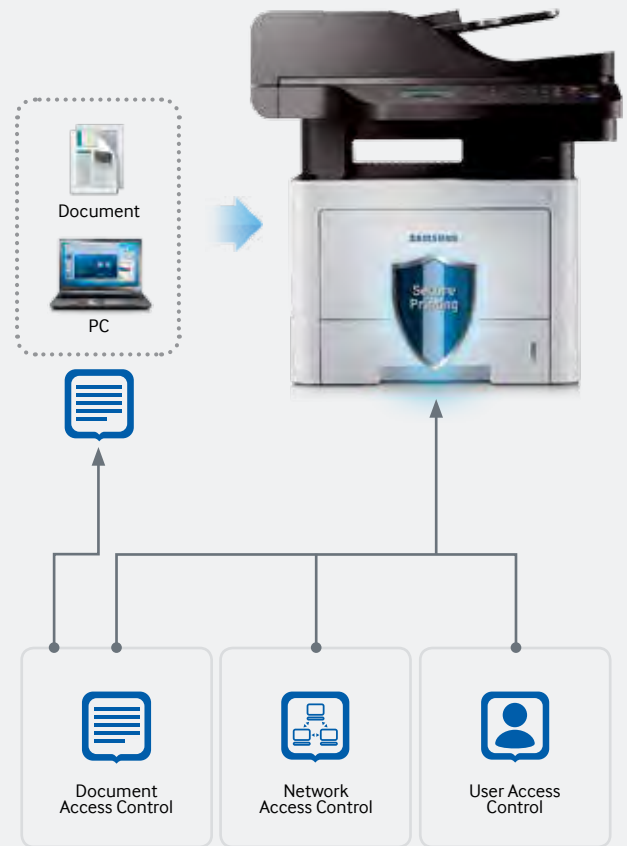 Document
PC
SAMSUNG
Secure
Printing
Document
Access Control
Network
Access Control
User Access
Control